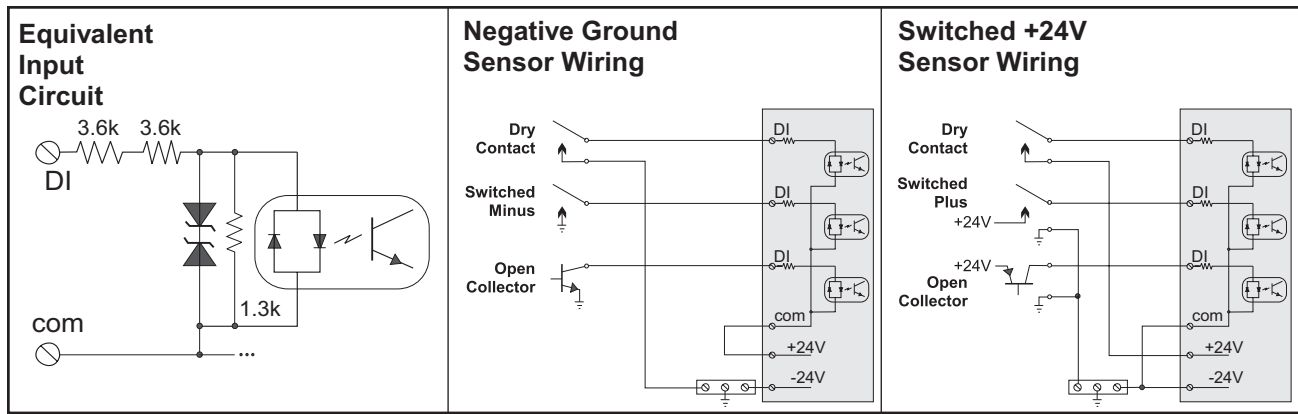 Equivalent
Input
Circuit
3.6k 3.6k
DI
1.3k
com
...
Negative Ground
Sensor Wiring
Dry
Contact
Switched
Minus
Open
Collector
DI
DI
DI
com
+24V
-24V
Switched +24V
Sensor Wiring
Dry
Contact
Switched
Plus
+24V
+24V
Open
Collector
DI
DI
DI
com
+24V
-24V